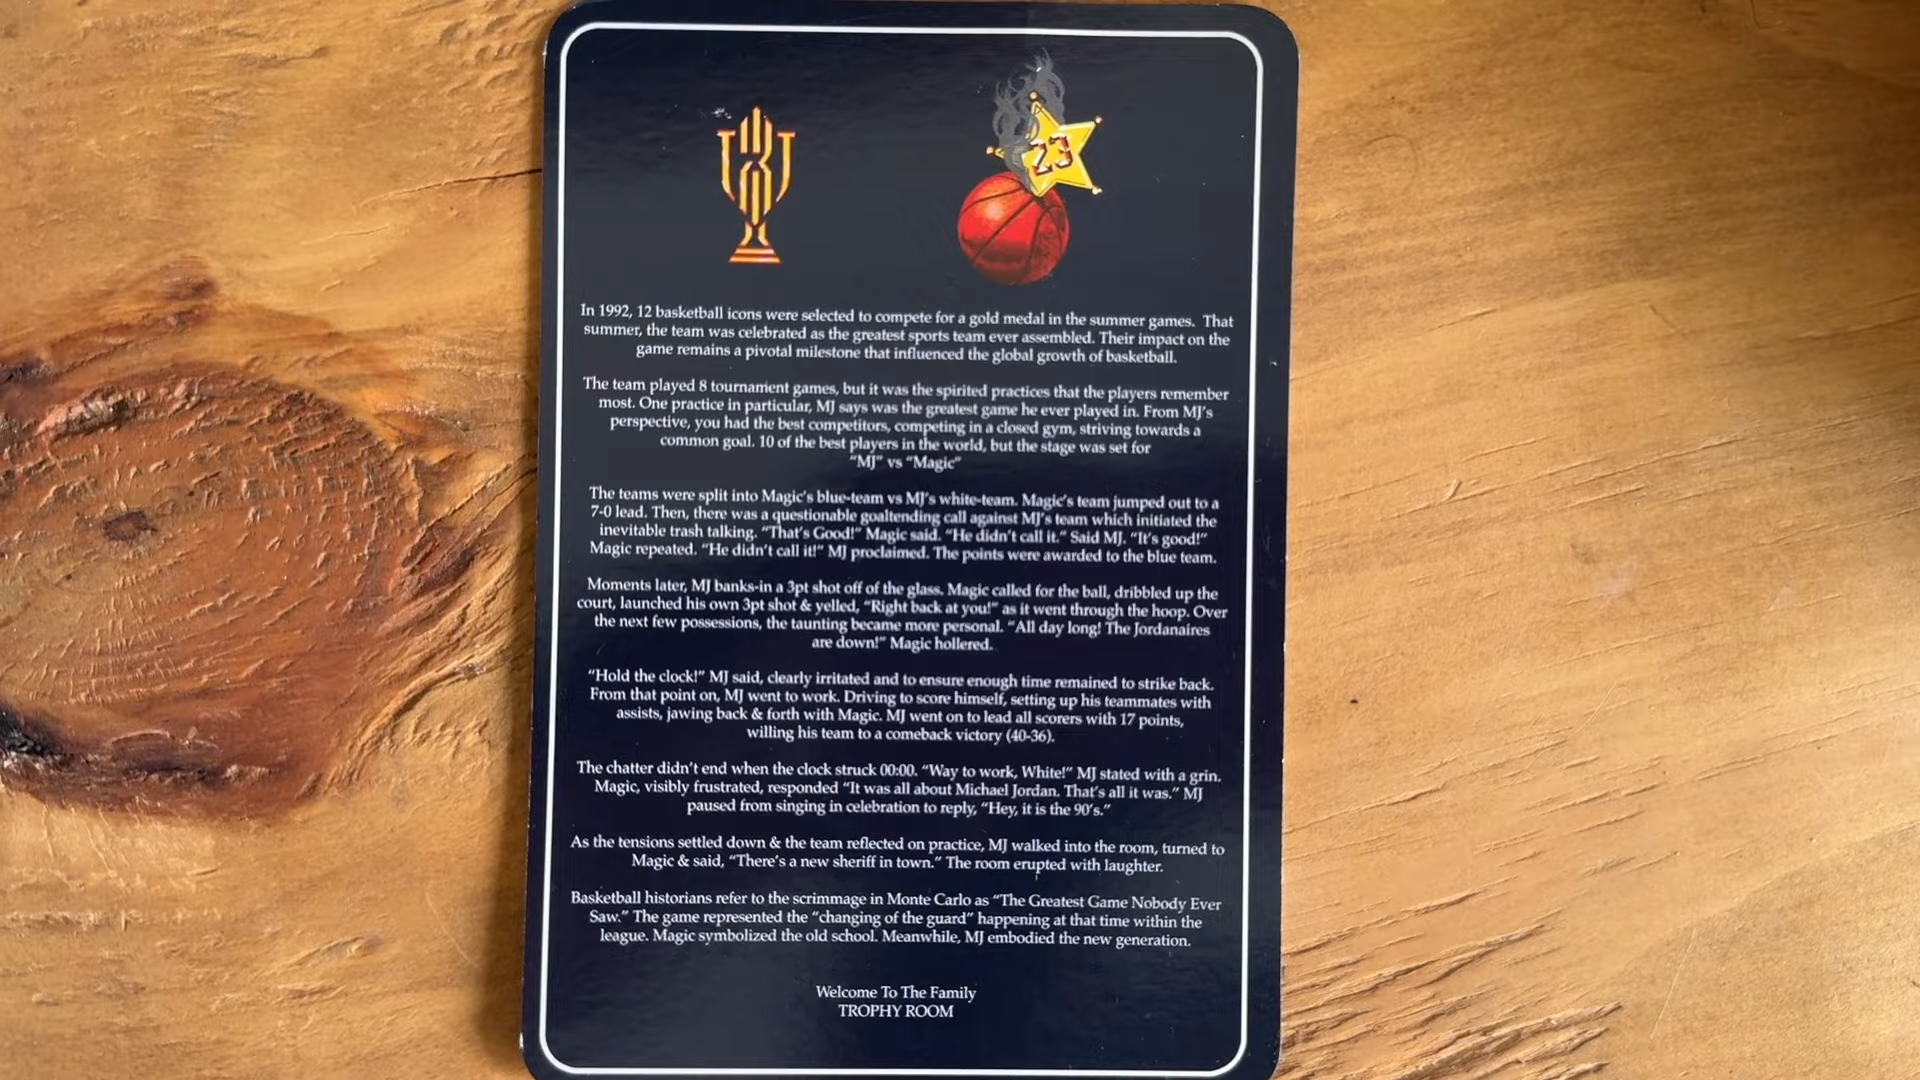 23
In 1992, 12 basketball icons were selected to compete for a gold medal in the summer games. That
summer, the team was celebrated as the greatest sports team ever assembled. Their impact on the
game remains a pivotal milestone that influenced the global growth of basketball.
The team played 8 tournament games, but it was the spirited practices that the players remember
most. One practice in particular, MJ says was the greatest game he ever played in. From MJ's
perspective, you had the best competitors, competing in a closed gym, striving towards a
common goal. 10 of the best players in the world, but the stage was set for
"MJ" vs "Magic"
The teams were split into Magic's blue-team vs MJ's white-team. Magic's team jumped out to a
7-0 lead. Then, there was a questionable goaltending call against MJ's team which initiated the
inevitable trash talking. "That's Good!" Magic said. "He didn't call it." Said MJ. "It's good!"
Magic repeated. "He didn't call it!" MJ proclaimed. The points were awarded to the blue team.
Moments later, MJ banks-in a 3pt shot off of the glass. Magic called for the ball, dribbled up the
court, launched his own 3pt shot & yelled, "Right back at you!" as it went through the hoop. Over
the next few possessions, the taunting became more personal. "All day long! The Jordanaires
are down!" Magic hollered.
"Hold the clock!" MJ said, clearly irritated and to ensure enough time remained to strike back.
From that point on, MJ went to work. Driving to score himself, setting up his teammates with
assists, jawing back & forth with Magic. MJ went on to lead all scorers with 17 points,
willing his team to a comeback victory (40-36).
The chatter didn't end when the clock struck 00:00. "Way to work, White!" MJ stated with a grin.
Magic, visibly frustrated, responded "It was all about Michael Jordan. That's all it was." MJ
paused from singing in celebration to reply, "Hey, it is the 90's."
As the tensions settled down & the team reflected on practice, MJ walked into the room, turned to
Magic & said, "There's a new sheriff in town." The room erupted with laughter.
Basketball historians refer to the scrimmage in Monte Carlo as "The Greatest Game Nobody Ever
Saw." The game represented the "changing of the guard" happening at that time within the
league. Magic symbolized the old school. Meanwhile, MJ embodied the new generation.
Welcome To The Family
TROPHY ROOM